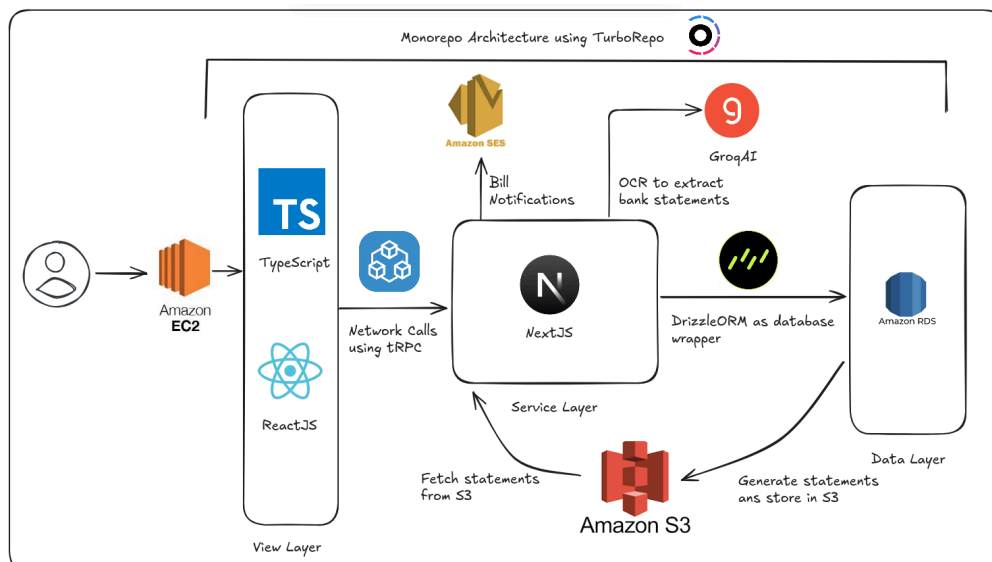 Monorepo Architecture using TurboRepo
Amazon SES
GroqAI
Bill
Notifications
OCR to extract
bank statements
TS
TypeScript
Amazon
EC2
Network Calls
using tRPC
N
NextJS
DrizzleORM as database
wrapper
Amazon RDS
ReactJS
Service Layer
Fetch statements
from S3
Amazon S3
Generate statements
ans store in S3
Data Layer
View Layer